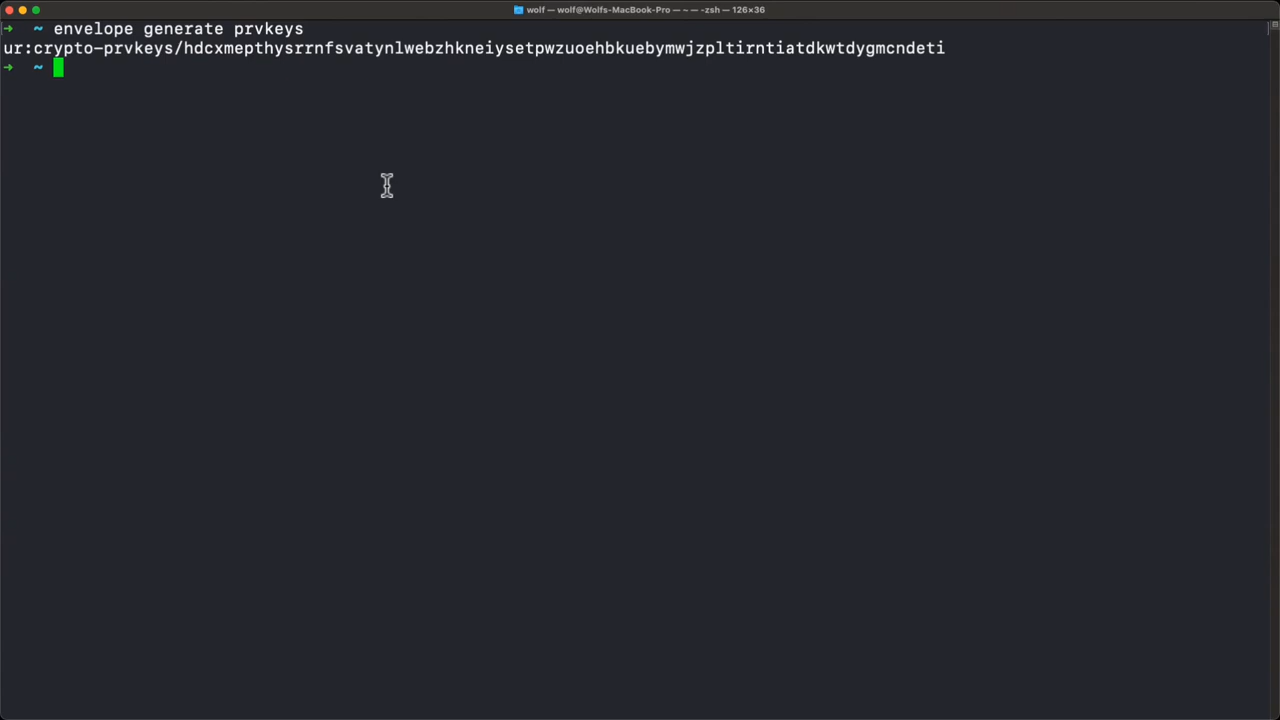 wolf — wolf@Wolfs-MacBook-Pro — ~ — -zsh — 126×36
→ ~ envelope generate prvkeys
ur:crypto-prvkeys/hdcxmepthysrrnfsvatynlwebzhkneiysetpwzuoehbkuebymwjzpltirntiatdkwtdygmcndeti
→ ~